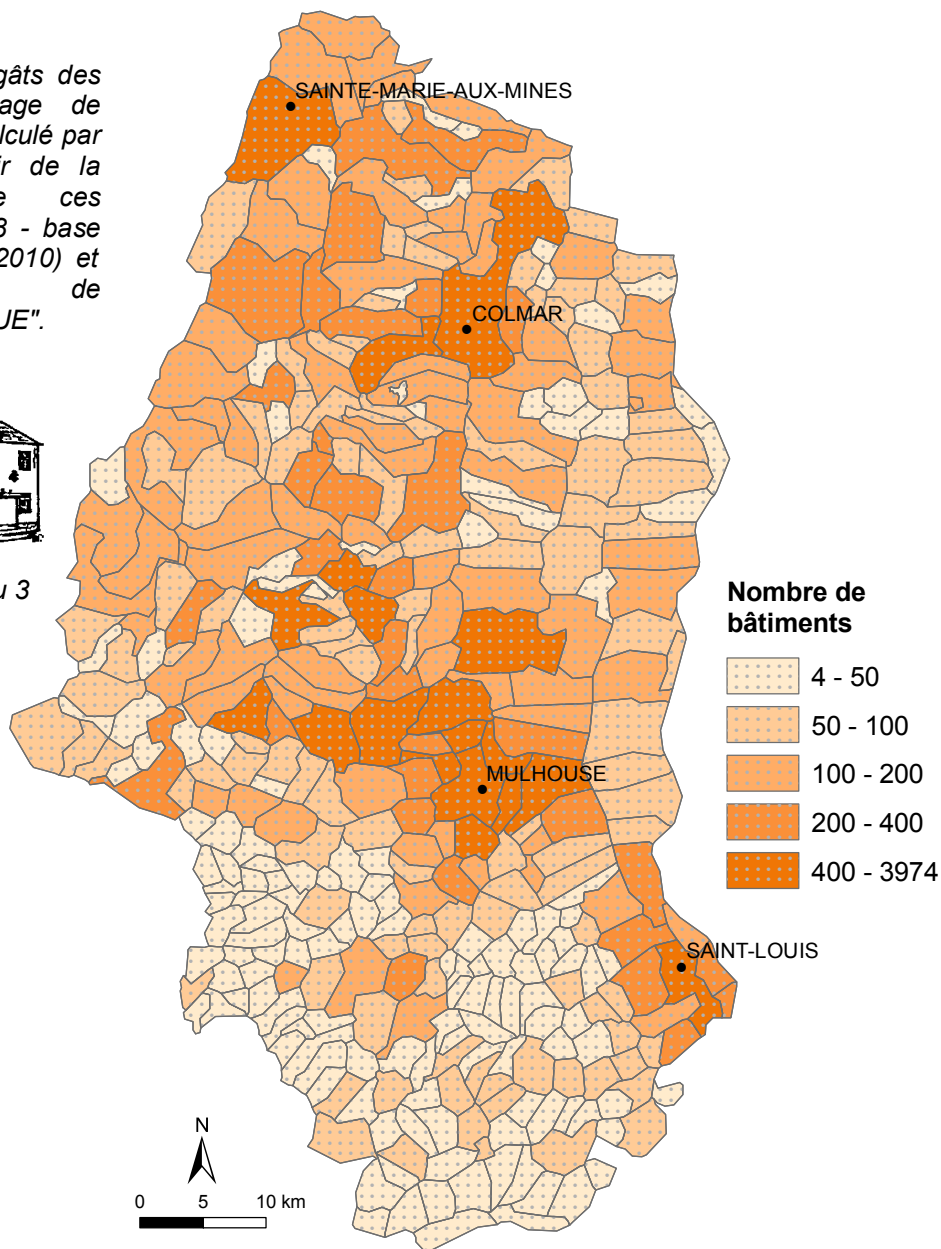 gâts des
age de
lculé par
ir de la
e ces
3 - base
2010) et
de
UE".
u 3
SAINTE-MARIE-AUX-MINES
COLMAR
MULHOUSE
SAINT-LOUIS
Nombre de
bâtiments
4 - 50
50 - 100
100 - 200
200 - 400
400 - 3974
N
0 5 10 km